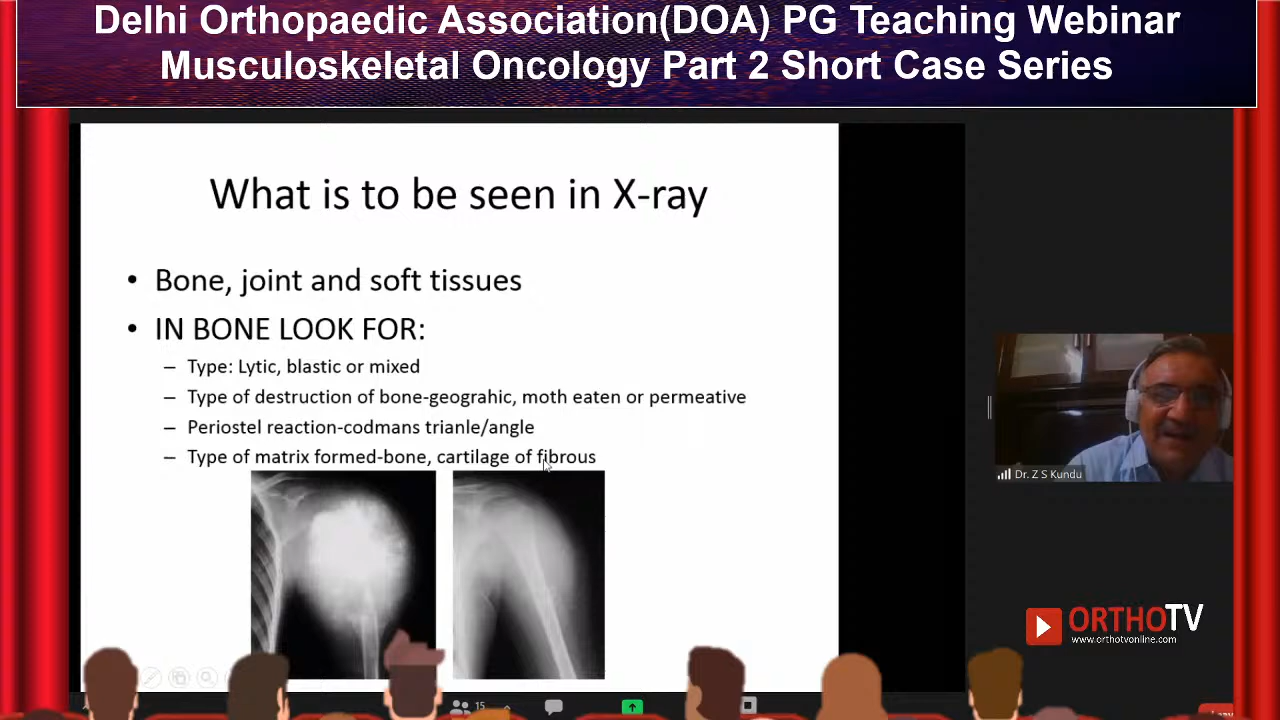 Delhi Orthopaedic Association(DOA) PG Teaching Webinar
Musculoskeletal Oncology Part 2 Short Case Series
What is to be seen in X-ray
• Bone, joint and soft tissues
• IN BONE LOOK FOR:
– Type: Lytic, blastic or mixed
– Type of destruction of bone-geograhic, moth eaten or permeative
– Periostel reaction-codmans trianle/angle
– Type of matrix formed-bone, cartilage of fibrous
Dr. Z S Kundu
ORTHOTV
www.orthotvonline.com
15